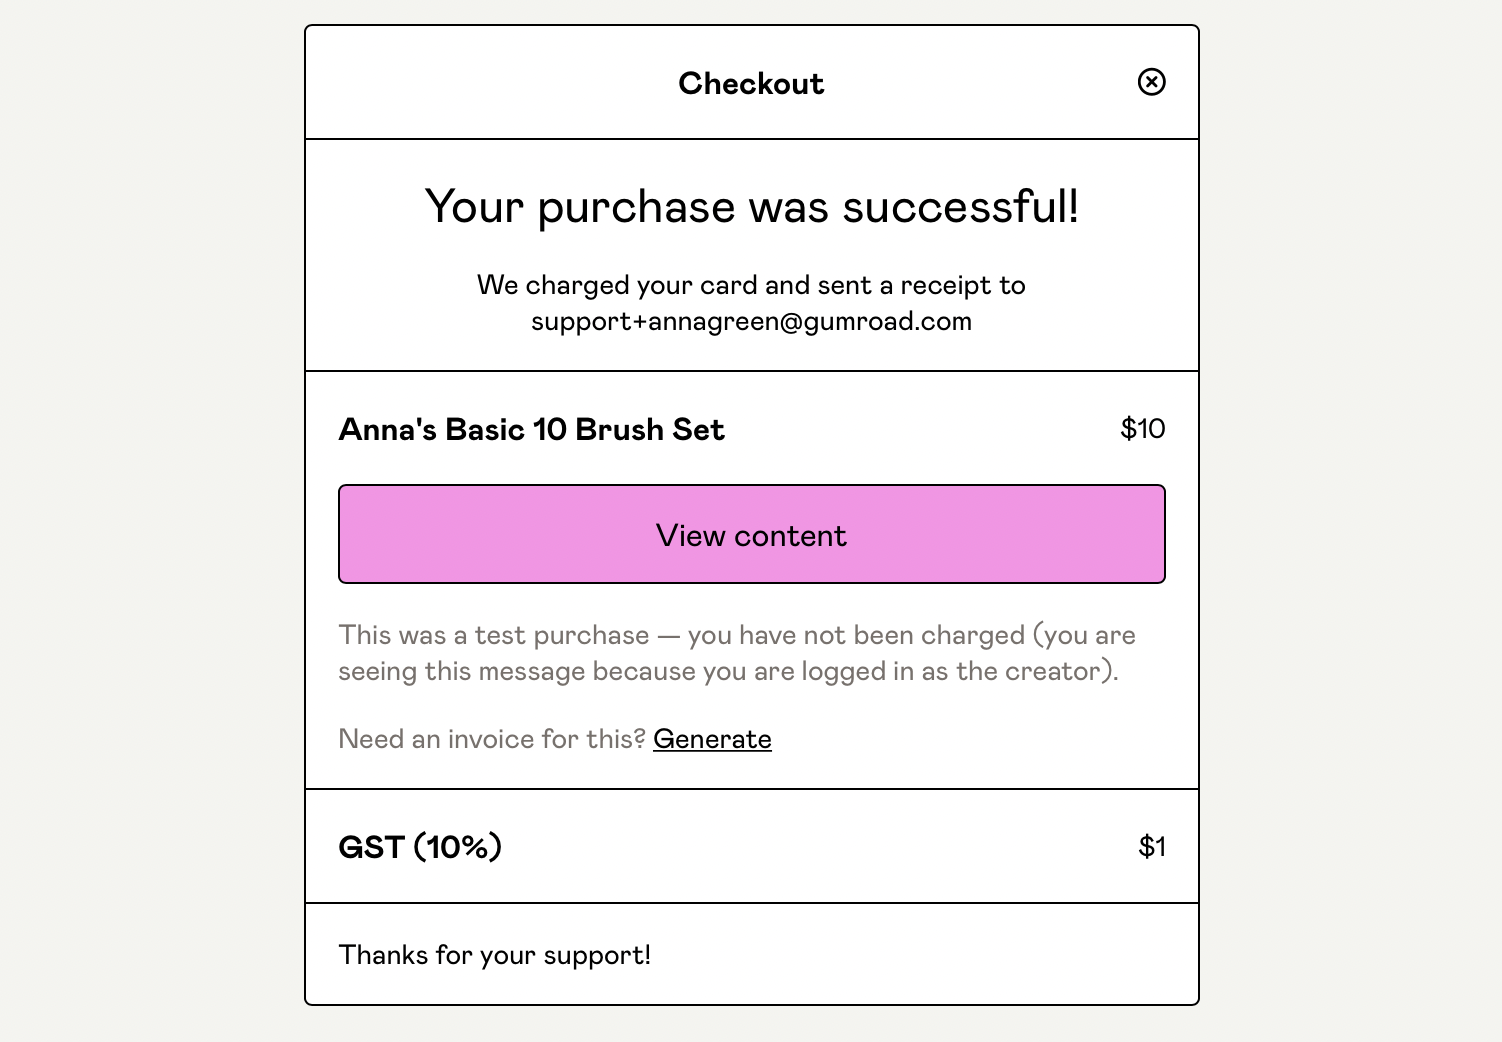 Checkout
Your purchase was successful!
We charged your card and sent a receipt to
support+annagreen@gumroad.com
Anna's Basic 10 Brush Set
$10
View content
This was a test purchase — you have not been charged (you are
seeing this message because you are logged in as the creator).
Need an invoice for this? Generate
GST (10%)
$1
Thanks for your support!